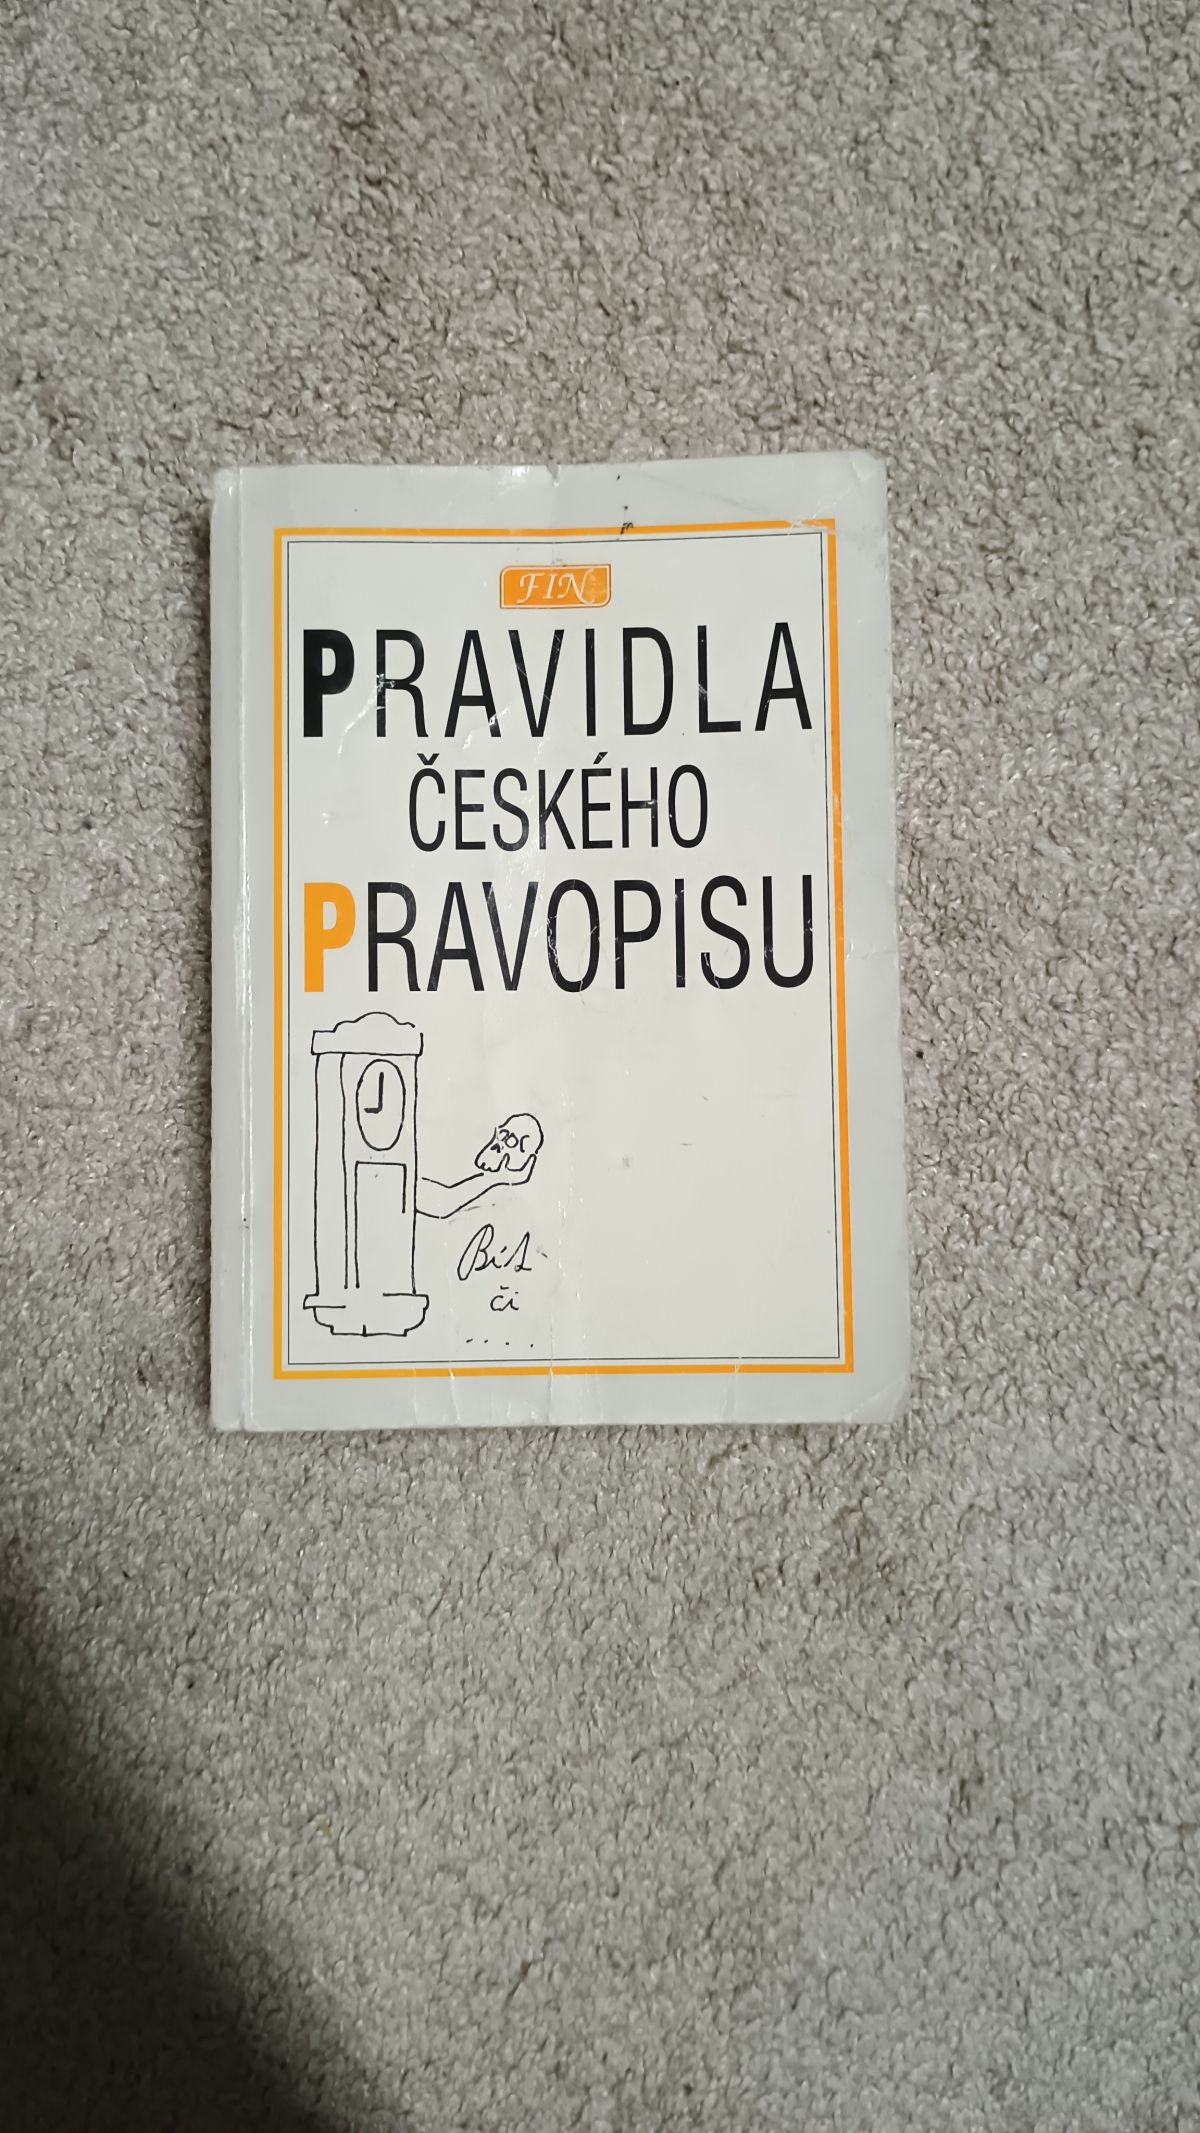 FIN
PRAVIDLA
ČESKÉHO
PRAVOPISU
Bít
či
....